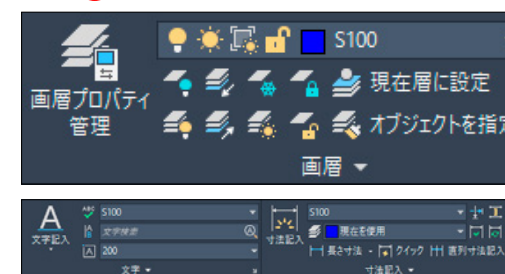 S100
画層プロパティ
管理
現在層に設定
オブジェクトを指定
画層
文字記入
ABC
S100
文字検索
A
200
文字
寸法記入
S100
現在を使用
長さ寸法 - クイック 直列寸法記入
寸法記入